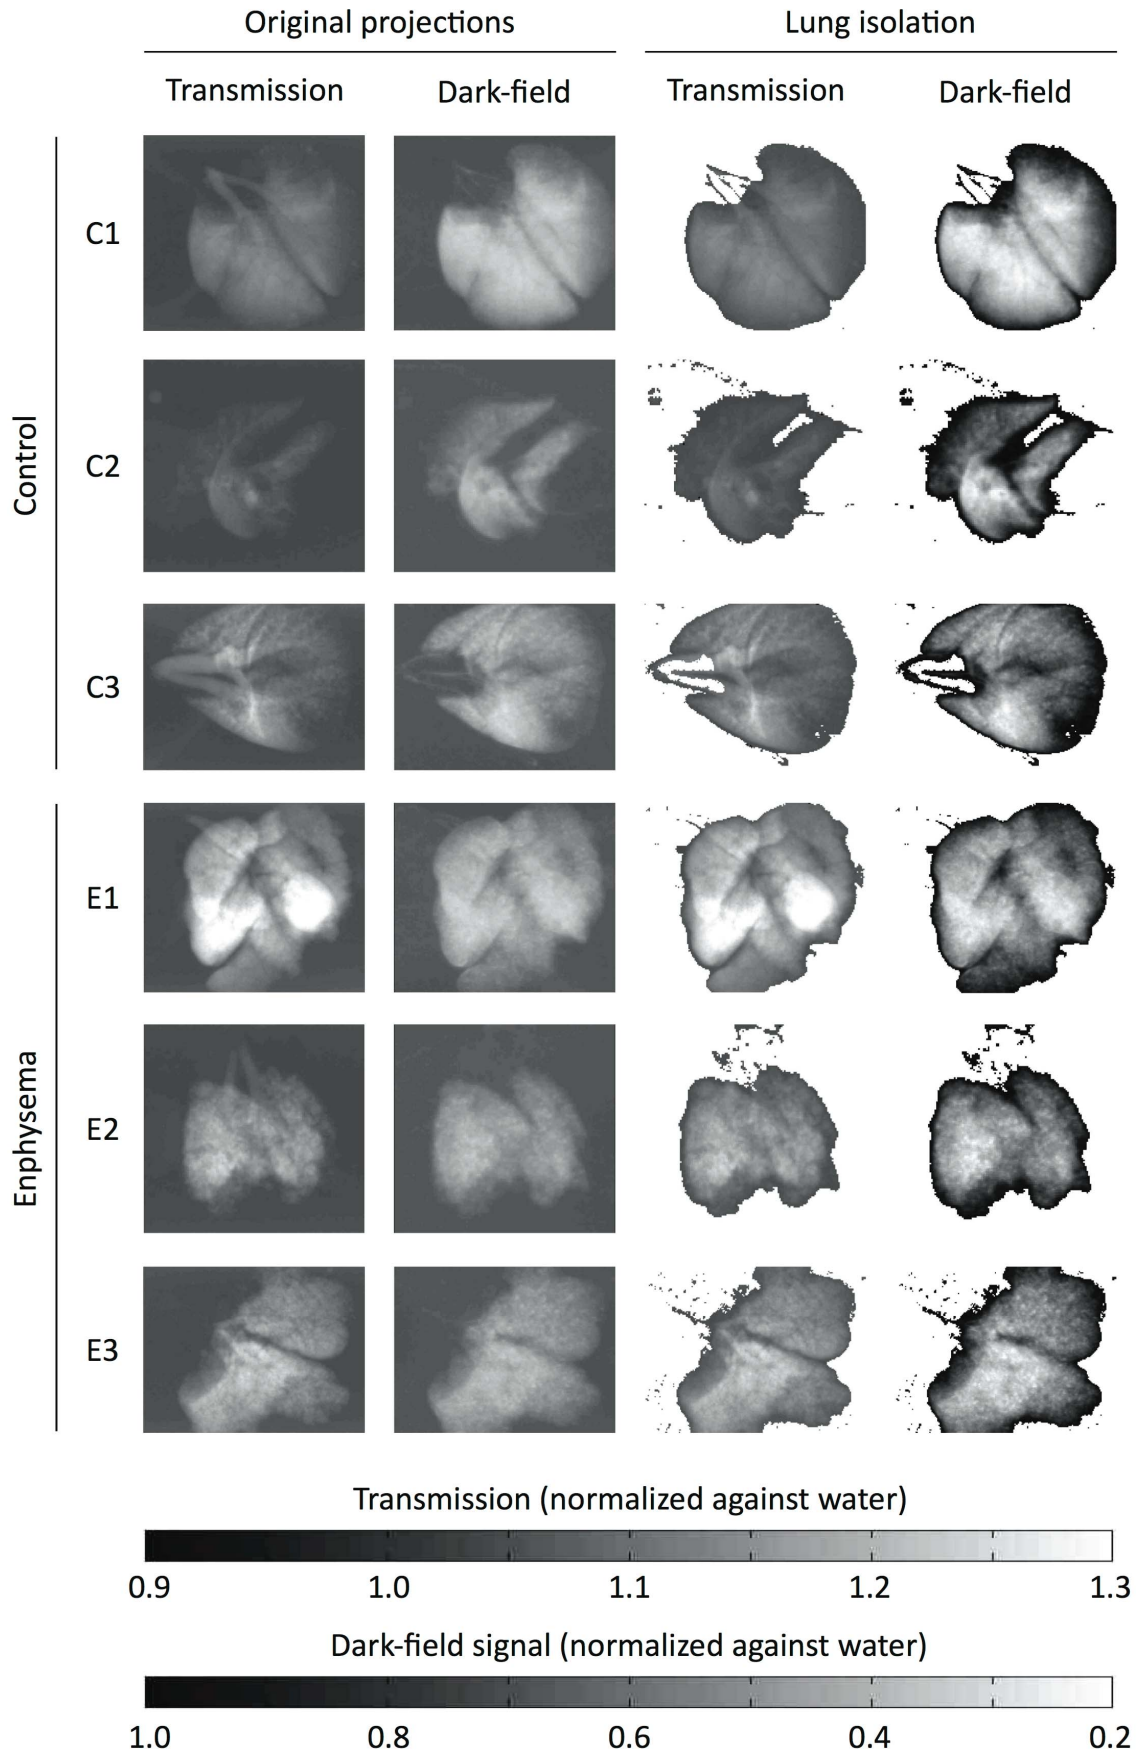 Original projections
Lung isolation
Transmission
Dark-field
Transmission
Dark-field
Control
C1
C2
C3
Enphysema
E1
E2
E3
Transmission (normalized against water)
0.9 1.0 1.1 1.2 1.3
Dark-field signal (normalized against water)
1.0 0.8 0.6 0.4 0.2